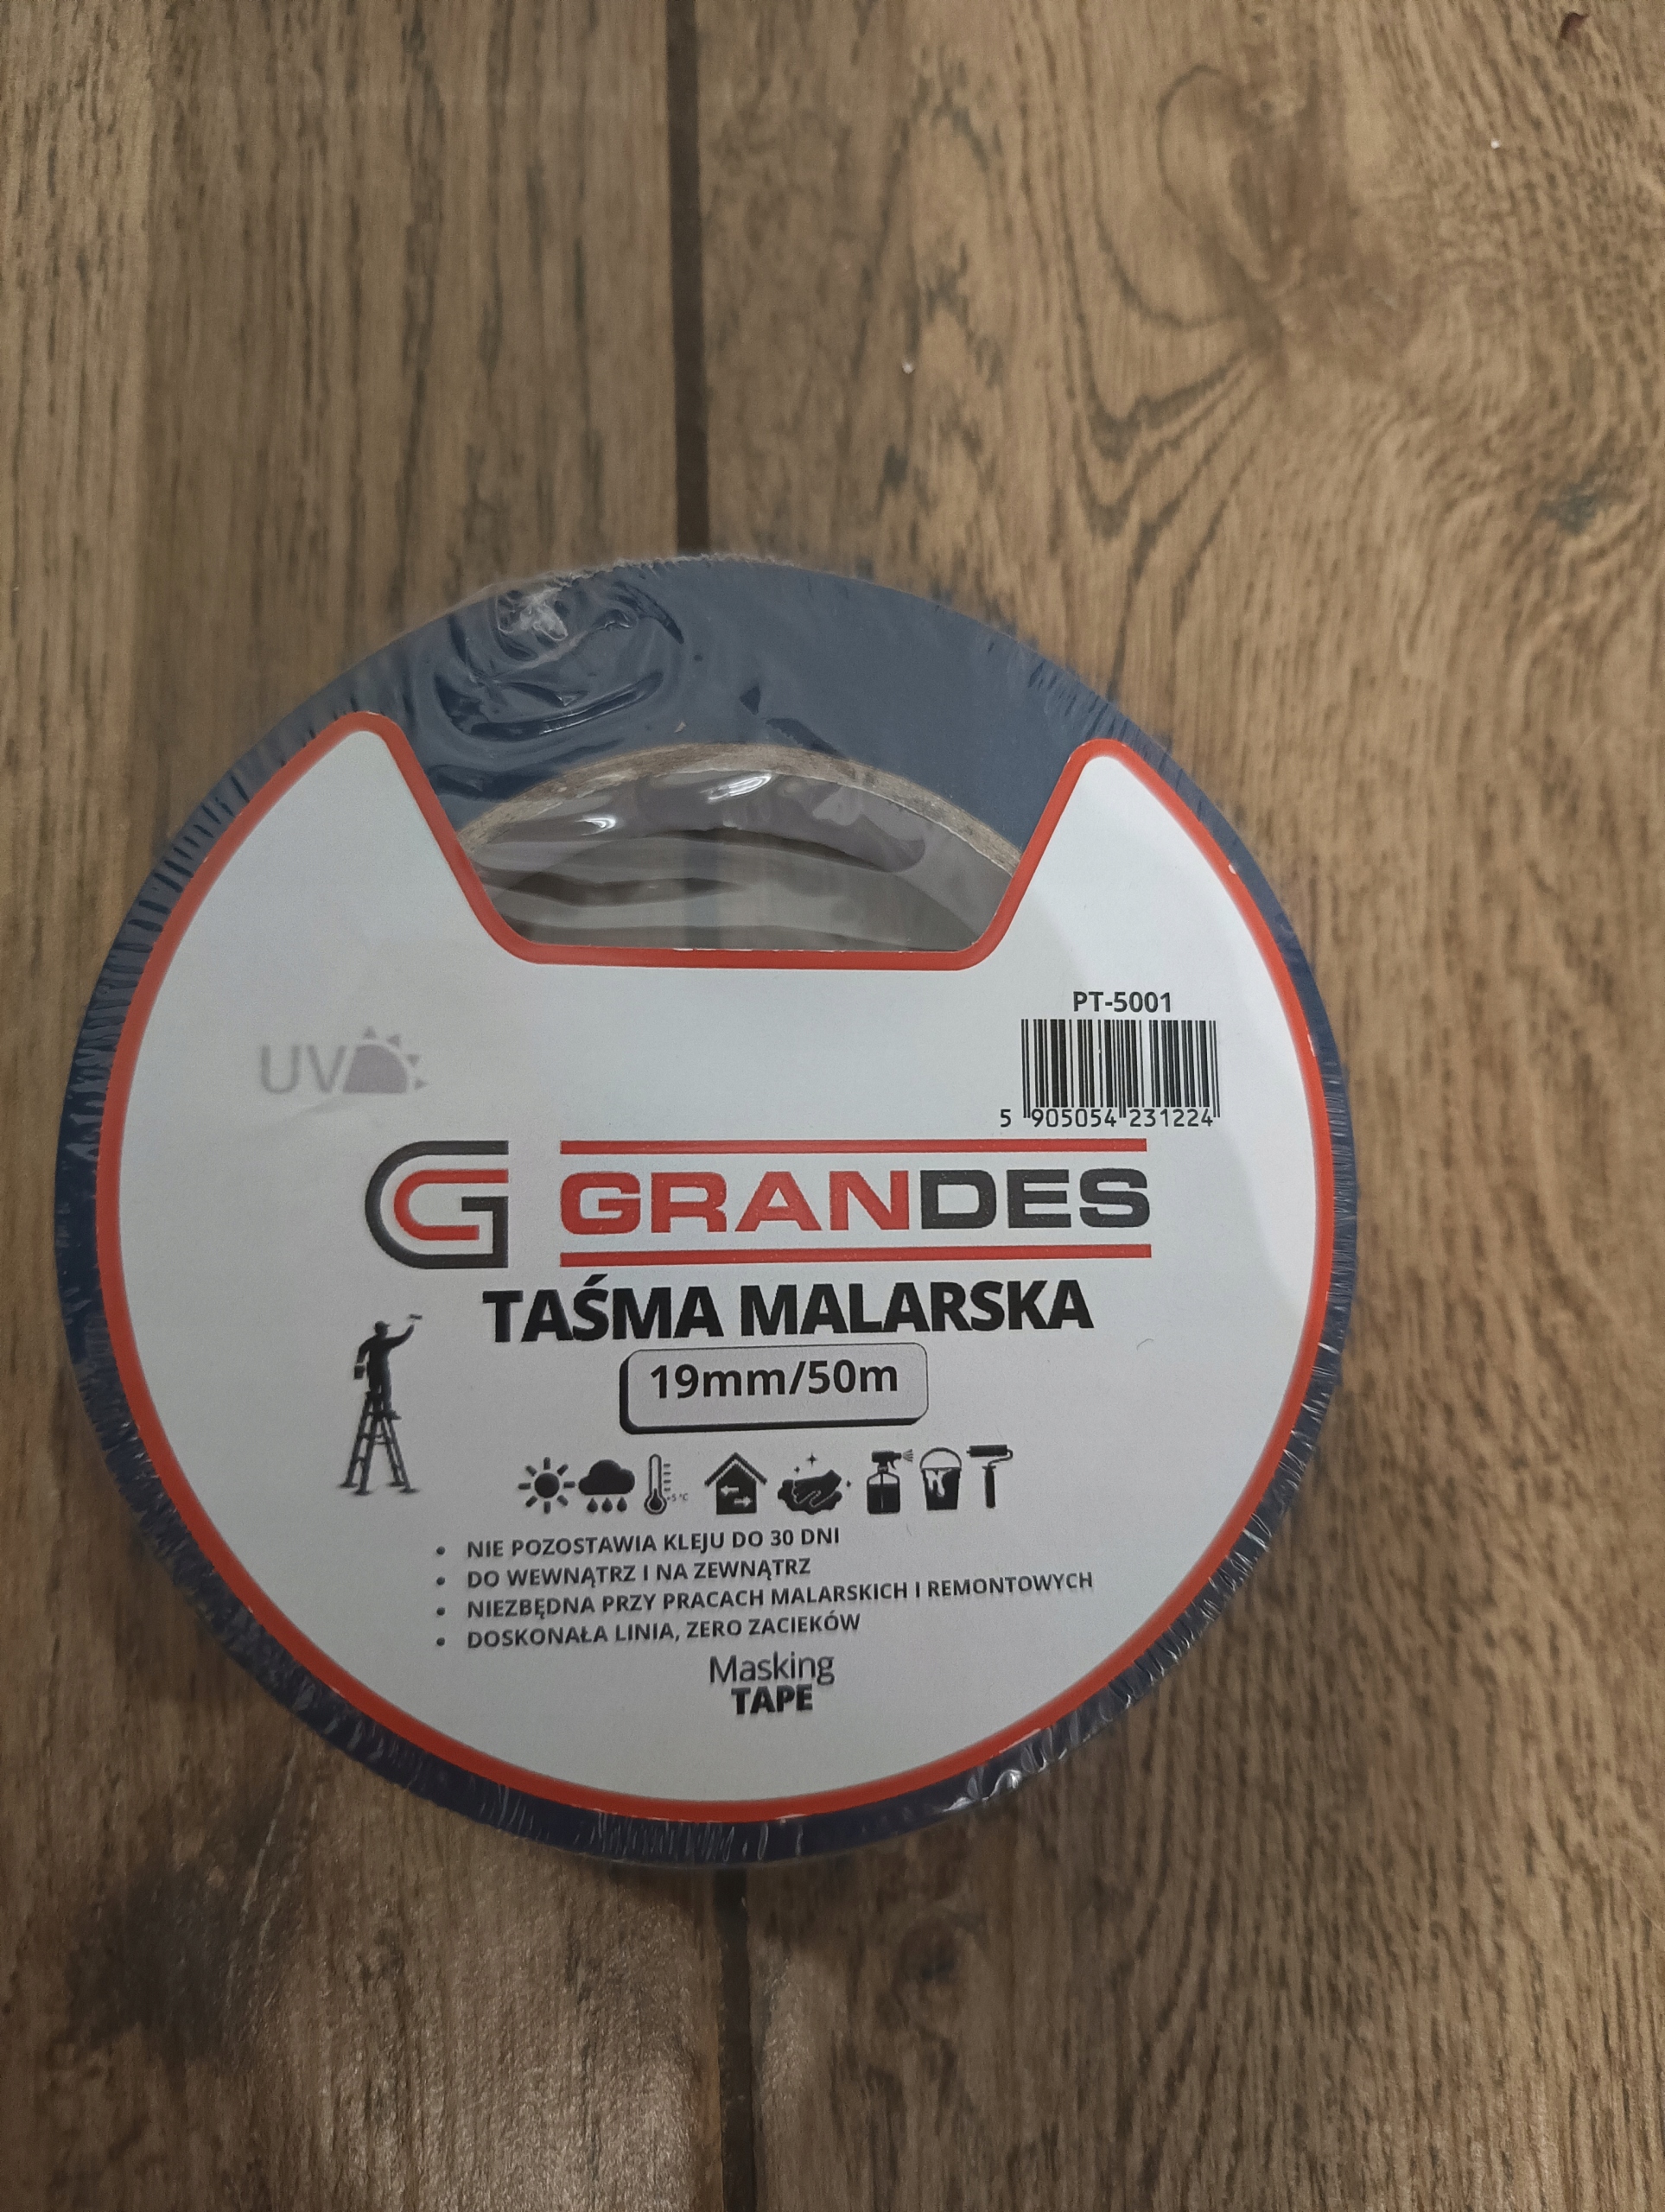 PT-5001
UV
5 905054 231224
GRANDES
TAŚMA MALARSKA
19mm/50m
NIE POZOSTAWIA KLEJU DO 30 DNI
DO WEWNĄTRZ I NA ZEWNĄTRZ
NIEZBĘDNA PRZY PRACACH MALARSKICH I REMONTOWYCH
DOSKONAŁA LINIA, ZERO ZACIEKÓW
Masking
TAPE